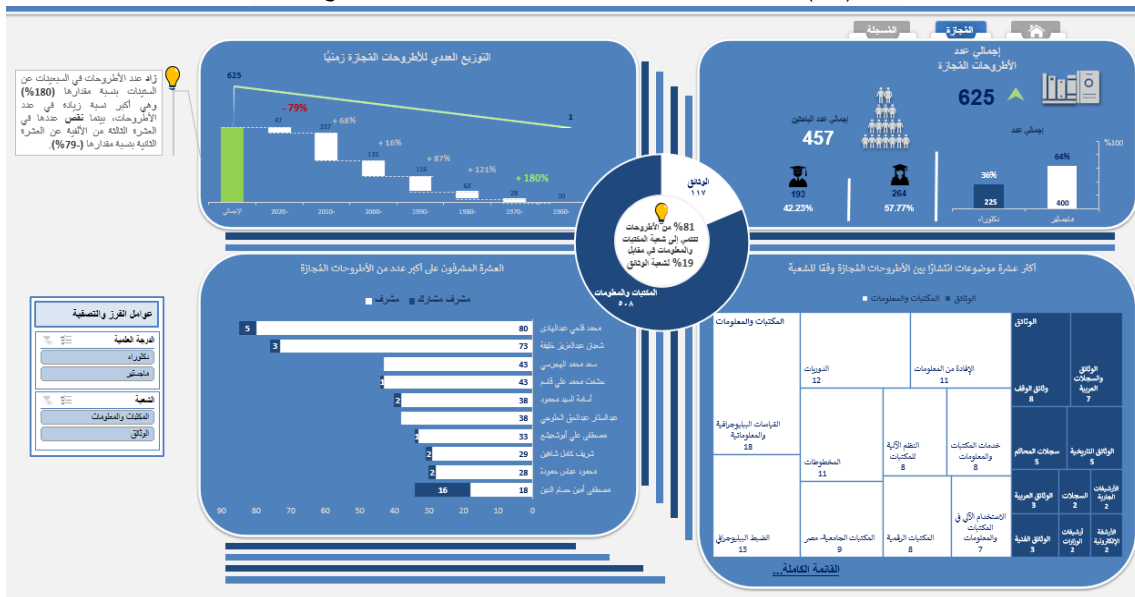 المُجازة
المُسجلة
إجمالي عدد
الأطروحات المُجازة
625
إجمالي عدد الباحثين
457
193
42.23%
264
57.77%
إجمالي عدد
%100
64%
36%
400
225
ماجستير
دكتوراه
التوزيع العددي للأطروحات المُجازة زمنيًا
625
- 79%
1
47
+ 68%
227
+ 16%
135
+ 87%
116
+ 121%
62
+ 180%
28
10
الإجمالي
2020-
2010-
2000-
1990-
1980-
1970-
1960-
زاد عدد الأطروحات في السبعينات عن
الستينات بنسبة مقدارها (180%)
وهي أكبر نسبة زيادة في عدد
الأطروحات، بينما نقص عددها في
العشرة الثالثة من الألفية عن العشرة
الثانية بنسبة مقدارها (-79%).
الوثائق
١١٧
81% من الأطروحات
تنتمي إلى شعبة المكتبات
والمعلومات في مقابل
19% لشعبة الوثائق
المكتبات والمعلومات
٥٠٨
العشرة المشرفون على أكبر عدد من الأطروحات المُجازة
مشرف مشارك
مشرف
محمد فتحي عبدالهادى
80
5
شعبان عبدالعزيز خليفة
73
3
سعد محمد الهجرسي
43
حشمت محمد علي قاسم
43
1
أسامة السيد محمود
38
2
عبدالستار عبدالحق الحلوجي
38
مصطفى علي أبوشعيشع
33
1
شريف كامل شاهين
29
2
محمود عباس حمودة
28
2
مصطفى أمين حسام الدين
18
16
90 80 70 60 50 40 30 20 10 0
عوامل الفرز والتصفية
الدرجة العلمية
دكتوراه
ماجستير
الشعبة
المكتبات والمعلومات
الوثائق
أكثر عشرة موضوعات انتشارًا بين الأطروحات المُجازة وفقًا للشعبة
الوثائق
المكتبات والمعلومات
المكتبات والمعلومات
القياسات الببليوجرافية
والمعلوماتية
18
الضبط الببليوجرافي
13
الدوريات
12
الإفادة من المعلومات
11
المخطوطات
11
المكتبات الجامعية- مصر
9
النظم الآلية
للمكتبات
8
خدمات المكتبات
والمعلومات
8
المكتبات الرقمية
8
الاستخدام الآلي في
المكتبات
والمعلومات
7
الوثائق
وثائق الوقف
8
الوثائق
والسجلات
العربية
7
سجلات المحاكم
5
الوثائق التاريخية
5
الوثائق العربية
3
السجلات
2
الأرشيفات
الجارية
2
الوثائق الفنية
3
أرشيفات
الوزارات
2
الأرشفة
الإلكترونية
2
القائمة الكاملة...